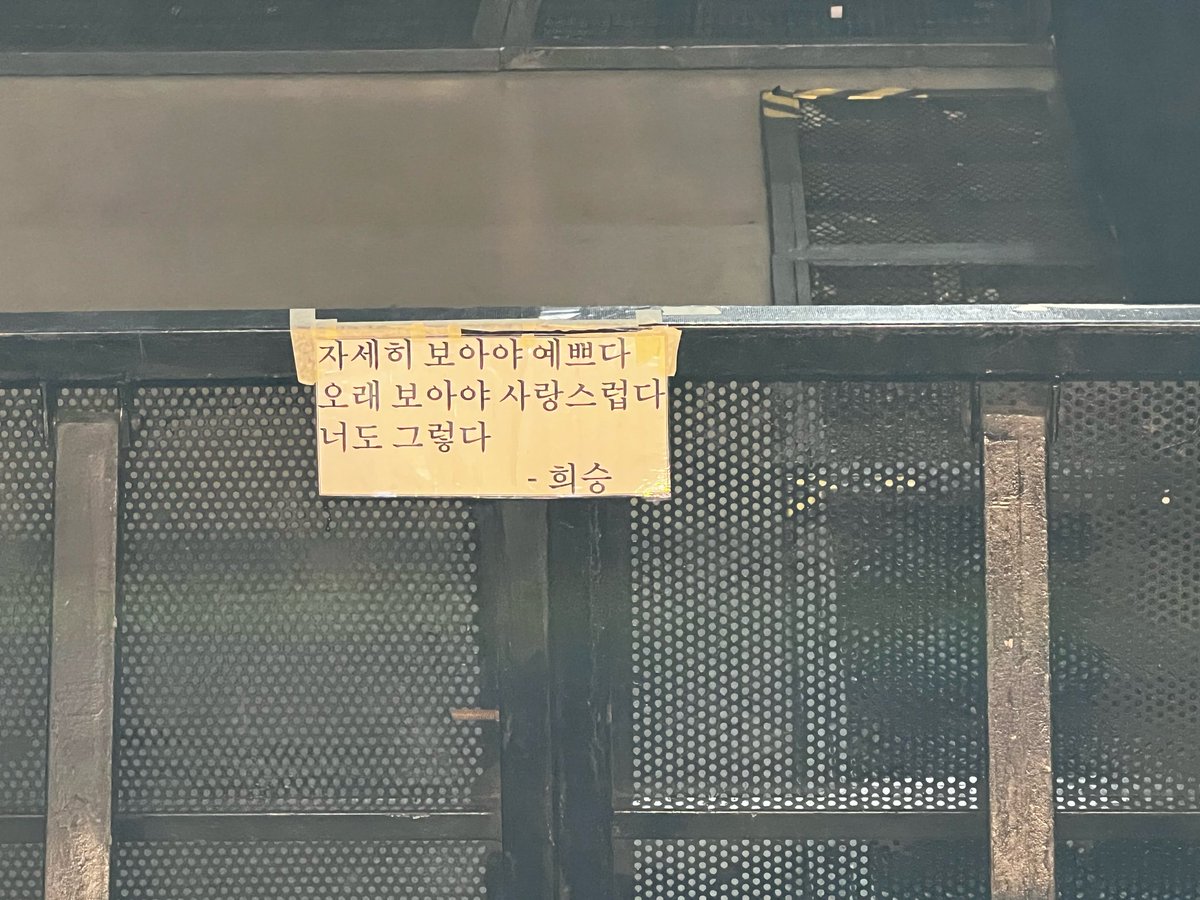 자세히 보아야 예쁘다
오래 보아야 사랑스럽다
너도 그렇다
- 희승